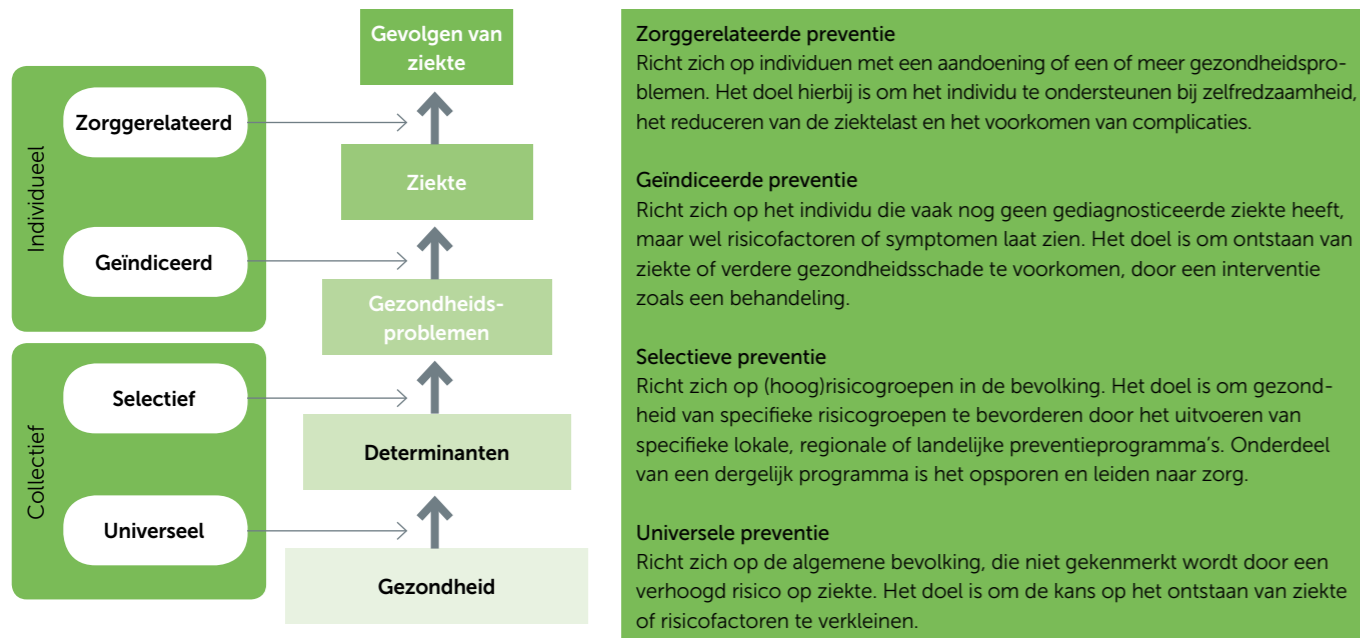 Gevolgen van
ziekte
Individueel
Zorggerelateerd
Ziekte
Geïndiceerd
Gezondheids-
problemen
Collectief
Selectief
Determinanten
Universeel
Gezondheid
Zorggerelateerde preventie
Richt zich op individuen met een aandoening of een of meer gezondheidspro-
blemen. Het doel hierbij is om het individu te ondersteunen bij zelfredzaamheid,
het reduceren van de ziektelast en het voorkomen van complicaties.
Geïndiceerde preventie
Richt zich op het individu die vaak nog geen gediagnosticeerde ziekte heeft,
maar wel risicofactoren of symptomen laat zien. Het doel is om ontstaan van
ziekte of verdere gezondheidsschade te voorkomen, door een interventie
zoals een behandeling.
Selectieve preventie
Richt zich op (hoog)risicogroepen in de bevolking. Het doel is om gezond-
heid van specifieke risicogroepen te bevorderen door het uitvoeren van
specifieke lokale, regionale of landelijke preventieprogramma's. Onderdeel
van een dergelijk programma is het opsporen en leiden naar zorg.
Universele preventie
Richt zich op de algemene bevolking, die niet gekenmerkt wordt door een
verhoogd risico op ziekte. Het doel is om de kans op het ontstaan van ziekte
of risicofactoren te verkleinen.